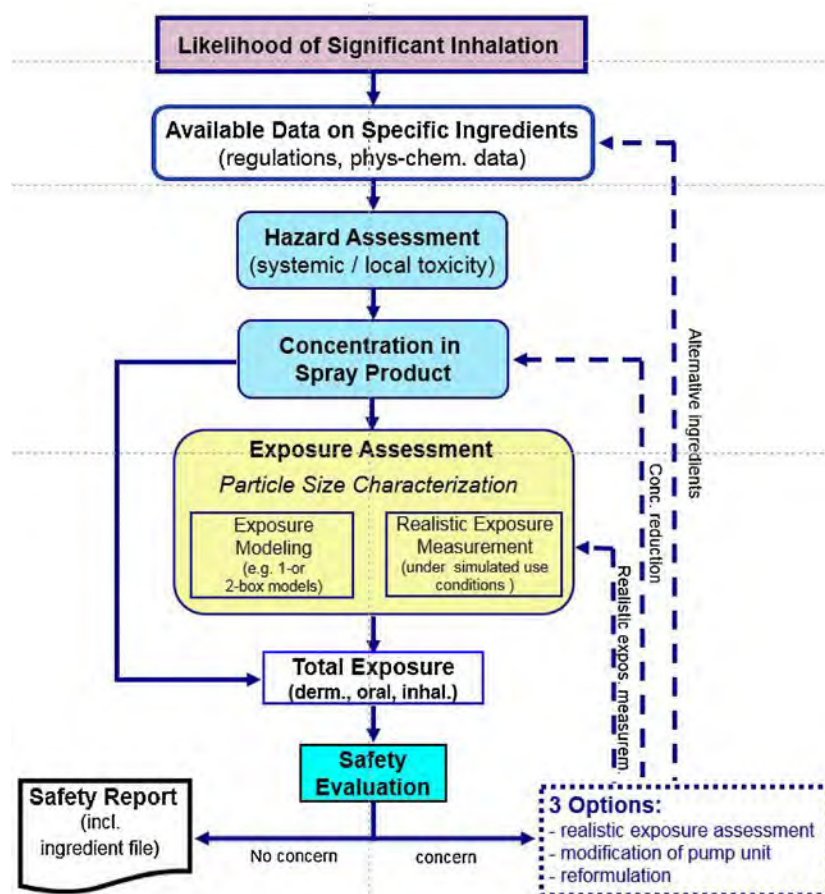 Likelihood of Significant Inhalation
Available Data on Specific Ingredients
(regulations, phys-chem. data)
Hazard Assessment
(systemic / local toxicity)
Concentration in
Spray Product
Exposure Assessment
Particle Size Characterization
Exposure
Modeling
(e.g. 1-or
2-box models)
Realistic Exposure
Measurement
(under simulated use
conditions )
Total Exposure
(derm., oral, inhal.)
Safety
Evaluation
Safety Report
(incl.
ingredient file)
No concern
concern
3 Options:
- realistic exposure assessment
- modification of pump unit
- reformulation
Realistic expos. measurem.
Conc. reduction
Alternative ingredients